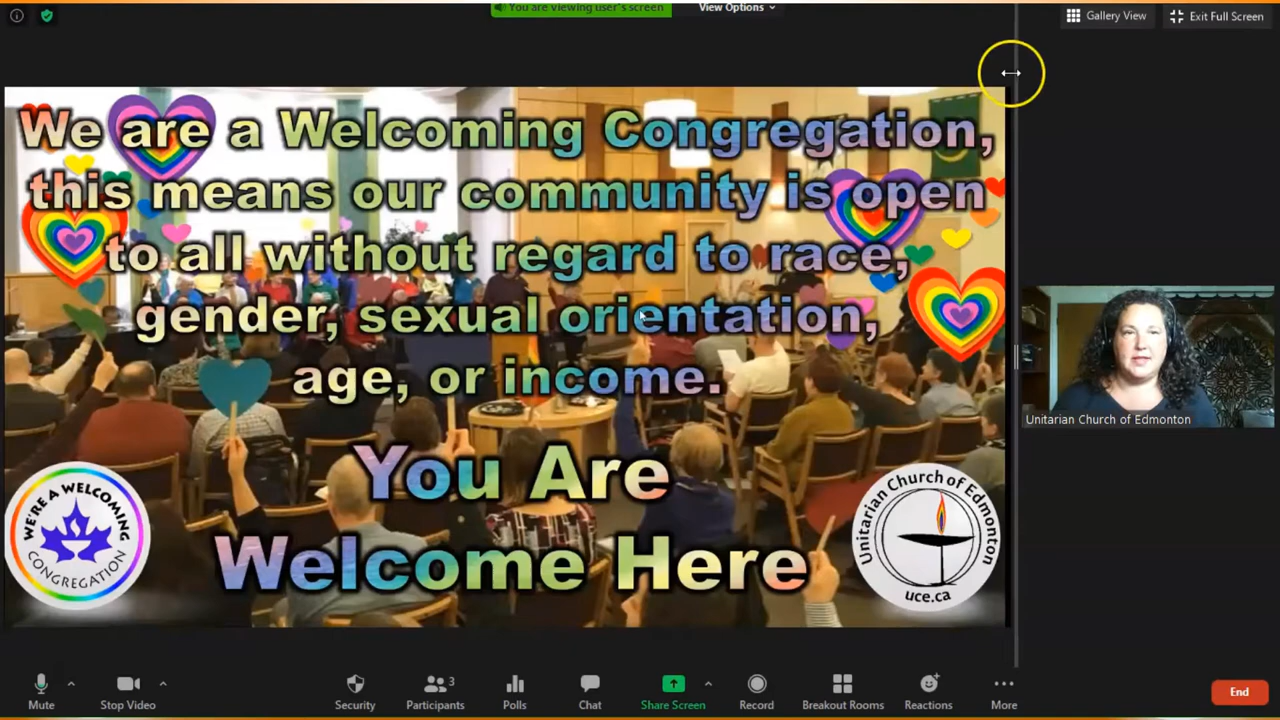 You are viewing user's screen
View Options
Gallery View
Exit Full Screen
We are a Welcoming Congregation,
this means our community is open
to all without regard to race,
gender, sexual orientation,
age, or income.
You Are
Welcome Here
WE'RE A WELCOMING
CONGREGATION
Unitarian Church of Edmonton
uce.ca
Unitarian Church of Edmonton
Mute
Stop Video
Security
Participants
3
Polls
Chat
Share Screen
Record
Breakout Rooms
Reactions
More
End